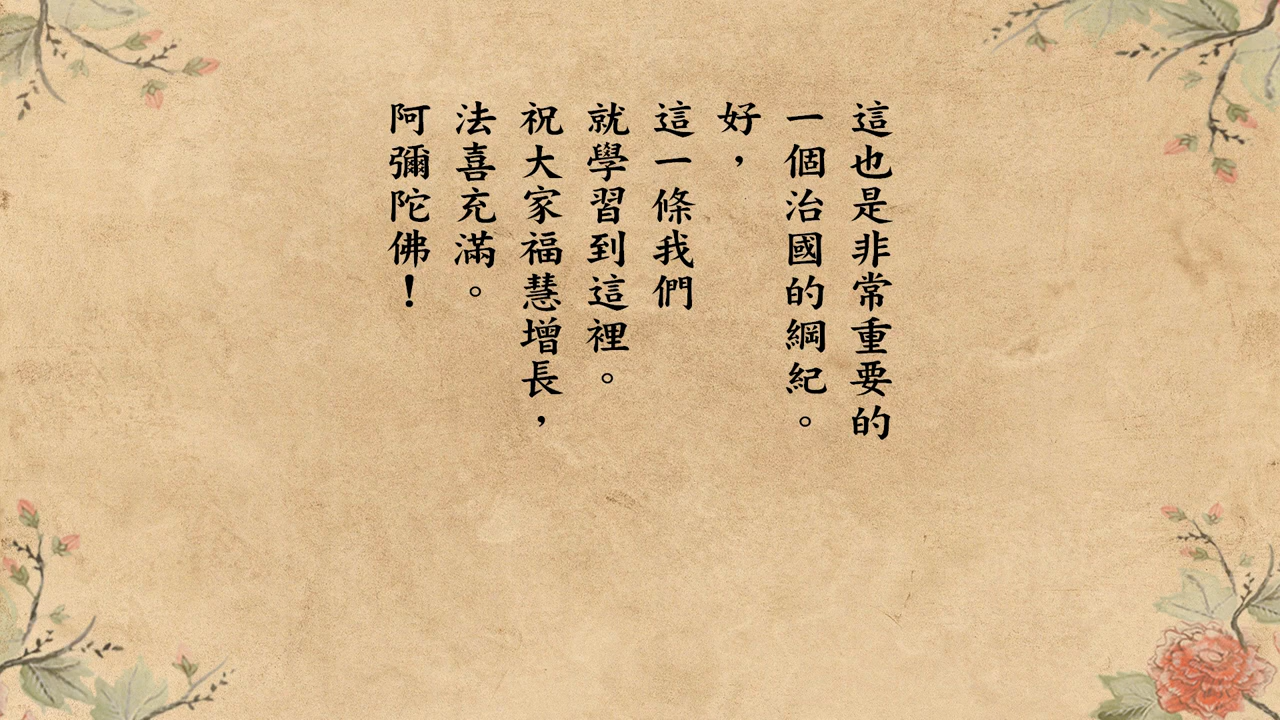 這也是非常重要的
一個治國的綱紀。
好，
這一條我們
就學習到這裡。
祝大家福慧增長，
法喜充滿。
阿彌陀佛！